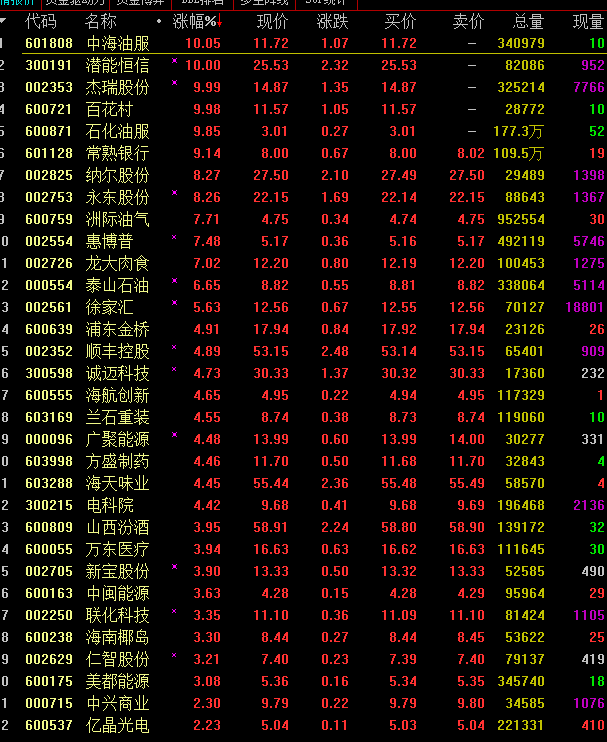 代码 名称 涨幅%↓ 现价 涨跌 买价 卖价 总量 现量
1 601808 中海油服 10.05 11.72 1.07 11.72 — 340979 10
2 300191 潜能恒信 × 10.00 25.53 2.32 25.53 — 82086 952
3 002353 杰瑞股份 × 9.99 14.87 1.35 14.87 — 325214 7766
4 600721 百花村 9.98 11.57 1.05 11.57 — 28772 10
5 600871 石化油服 9.85 3.01 0.27 3.01 — 177.3万 52
6 601128 常熟银行 9.14 8.00 0.67 8.00 8.02 109.5万 19
7 002825 纳尔股份 8.27 27.50 2.10 27.49 27.50 29489 1398
8 002753 永东股份 × 8.26 22.15 1.69 22.14 22.15 88643 1367
9 600759 洲际油气 7.71 4.75 0.34 4.74 4.75 952554 30
0 002554 惠博普 × 7.48 5.17 0.36 5.16 5.17 492119 5746
1 002726 龙大肉食 7.02 12.20 0.80 12.19 12.20 100453 1275
2 000554 泰山石油 × 6.65 8.82 0.55 8.81 8.82 338064 5114
3 002561 徐家汇 × 5.63 12.56 0.67 12.55 12.56 70127 18801
4 600639 浦东金桥 4.91 17.94 0.84 17.92 17.94 23126 26
5 002352 顺丰控股 × 4.89 53.15 2.48 53.14 53.15 65401 909
6 300598 诚迈科技 × 4.73 30.33 1.37 30.32 30.33 17360 232
7 600555 海航创新 4.65 4.95 0.22 4.94 4.95 117329 1
8 603169 兰石重装 4.55 8.74 0.38 8.73 8.74 119060 10
9 000096 广聚能源 × 4.48 13.99 0.60 13.99 14.00 30277 331
0 603998 方盛制药 4.46 11.70 0.50 11.68 11.70 32843 4
1 603288 海天味业 4.45 55.44 2.36 55.48 55.49 58570 4
2 300215 电科院 4.42 9.68 0.41 9.68 9.69 196468 2136
3 600809 山西汾酒 3.95 58.91 2.24 58.80 58.90 139172 32
4 600055 万东医疗 3.94 16.63 0.63 16.62 16.63 111645 30
5 002705 新宝股份 × 3.90 13.33 0.50 13.32 13.33 52585 490
6 600163 中闽能源 3.63 4.28 0.15 4.28 4.29 95964 29
7 002250 联化科技 × 3.35 11.10 0.36 11.09 11.10 81424 1105
8 600238 海南椰岛 3.30 8.44 0.27 8.44 8.45 53622 25
9 002629 仁智股份 × 3.21 7.40 0.23 7.39 7.40 79137 419
0 600175 美都能源 3.08 5.36 0.16 5.34 5.35 345740 18
1 000715 中兴商业 2.30 9.79 0.22 9.79 9.80 34585 1076
2 600537 亿晶光电 2.23 5.04 0.11 5.03 5.04 221331 410